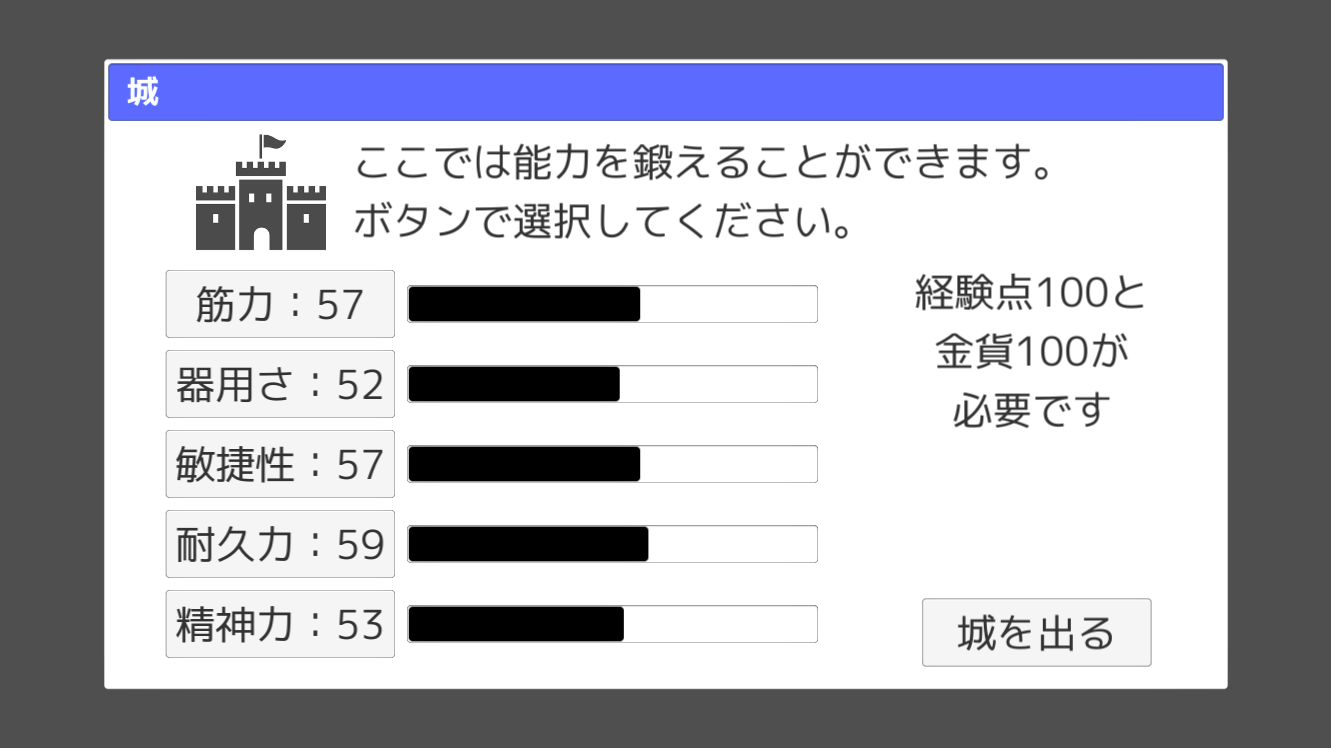 城
ここでは能力を鍛えることができます。
ボタンで選択してください。
筋力：57
器用さ：52
敏捷性：57
耐久力：59
精神力：53
経験点100と
金貨100が
必要です
城を出る